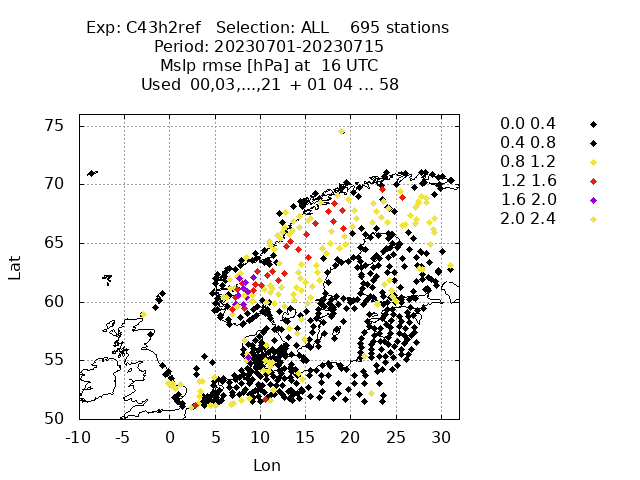 Exp: C43h2ref   Selection: ALL    695 stations
Period: 20230701-20230715
Mslp rmse [hPa] at  16 UTC
Used  00,03,...,21  + 01 04 ... 58
75
70
65
60
55
50
-10 -5 0 5 10 15 20 25 30
Lat
Lon
0.0 0.4
0.4 0.8
0.8 1.2
1.2 1.6
1.6 2.0
2.0 2.4